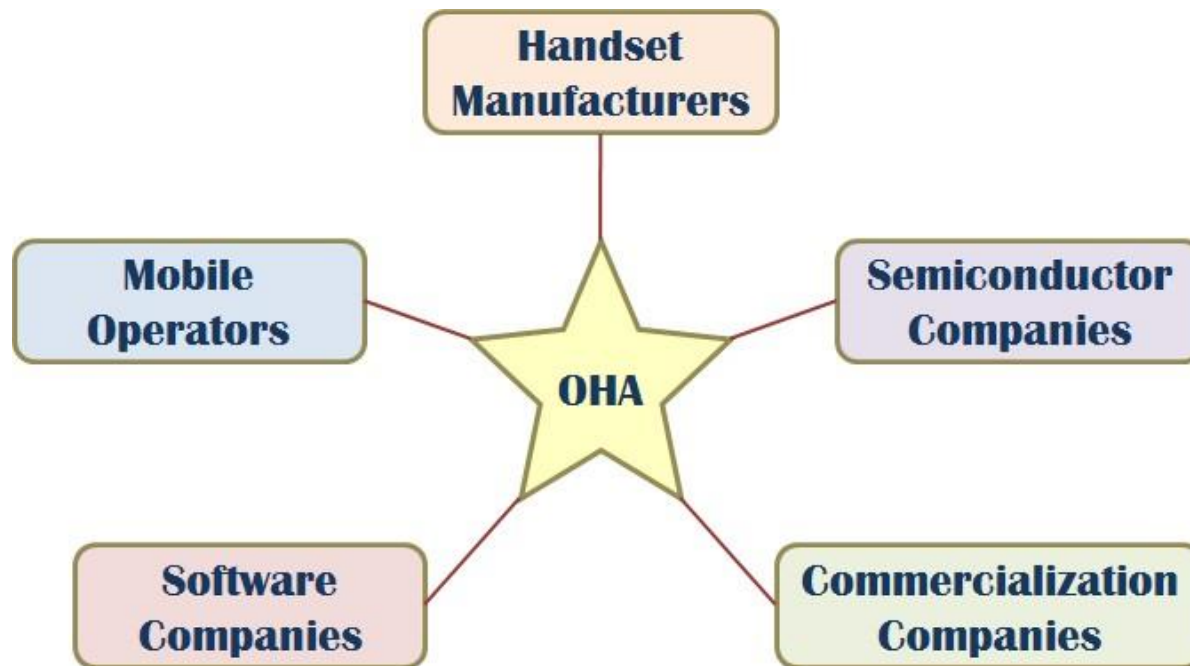 Handset
Manufacturers
Mobile
Operators
Semiconductor
Companies
OHA
Software
Companies
Commercialization
Companies